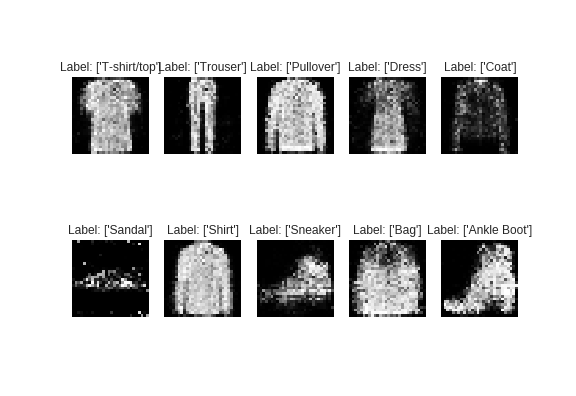 Label: ['T-shirt/top']
Label: ['Trouser']
Label: ['Pullover']
Label: ['Dress']
Label: ['Coat']
Label: ['Sandal']
Label: ['Shirt']
Label: ['Sneaker']
Label: ['Bag']
Label: ['Ankle Boot']